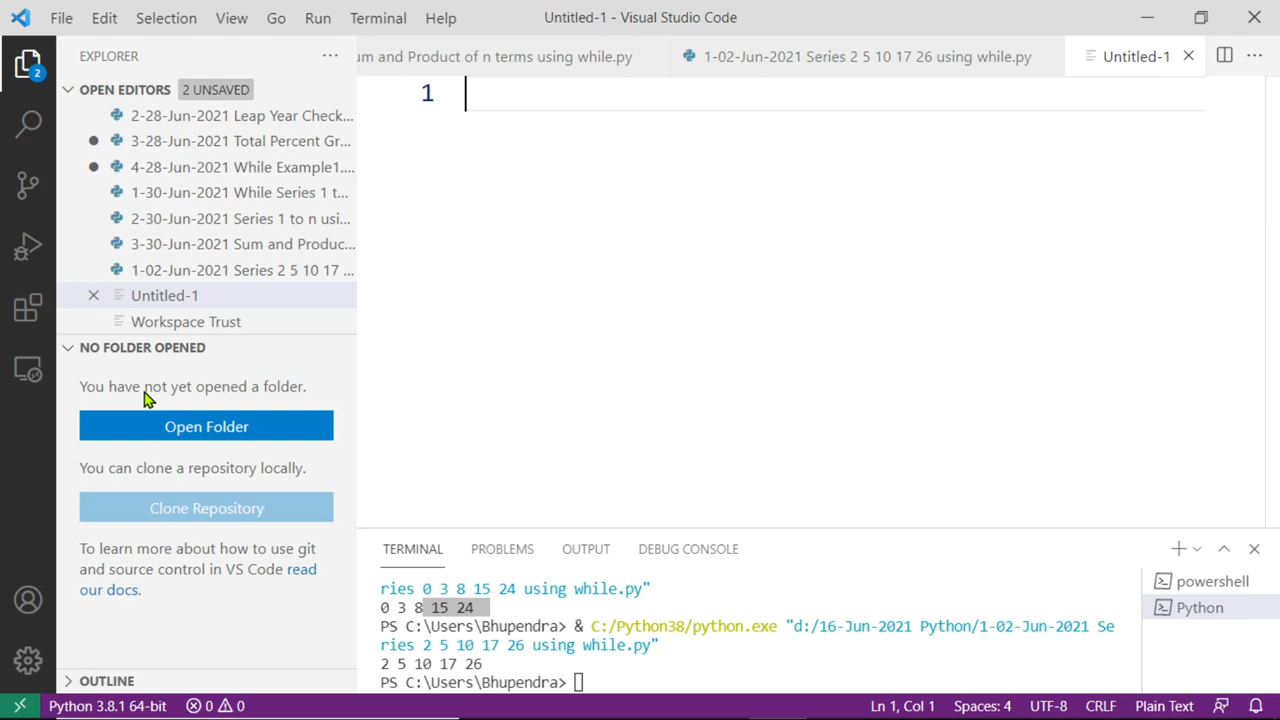 File Edit Selection View Go Run Terminal Help Untitled-1 - Visual Studio Code
EXPLORER
um and Product of n terms using while.py 1-02-Jun-2021 Series 2 5 10 17 26 using while.py Untitled-1
2
OPEN EDITORS 2 UNSAVED
2-28-Jun-2021 Leap Year Check...
3-28-Jun-2021 Total Percent Gr...
4-28-Jun-2021 While Example1....
1-30-Jun-2021 While Series 1 t...
2-30-Jun-2021 Series 1 to n usi...
3-30-Jun-2021 Sum and Produc...
1-02-Jun-2021 Series 2 5 10 17 ...
Untitled-1
Workspace Trust
NO FOLDER OPENED
You have not yet opened a folder.
Open Folder
You can clone a repository locally.
Clone Repository
To learn more about how to use git
and source control in VS Code read
our docs.
OUTLINE
1
TERMINAL PROBLEMS OUTPUT DEBUG CONSOLE
ries 0 3 8 15 24 using while.py"
0 3 8 15 24
PS C:\Users\Bhupendra> & C:/Python38/python.exe "d:/16-Jun-2021 Python/1-02-Jun-2021 Se
ries 2 5 10 17 26 using while.py"
2 5 10 17 26
PS C:\Users\Bhupendra>
powershell
Python
Python 3.8.1 64-bit 0 0 Ln 1, Col 1 Spaces: 4 UTF-8 CRLF Plain Text